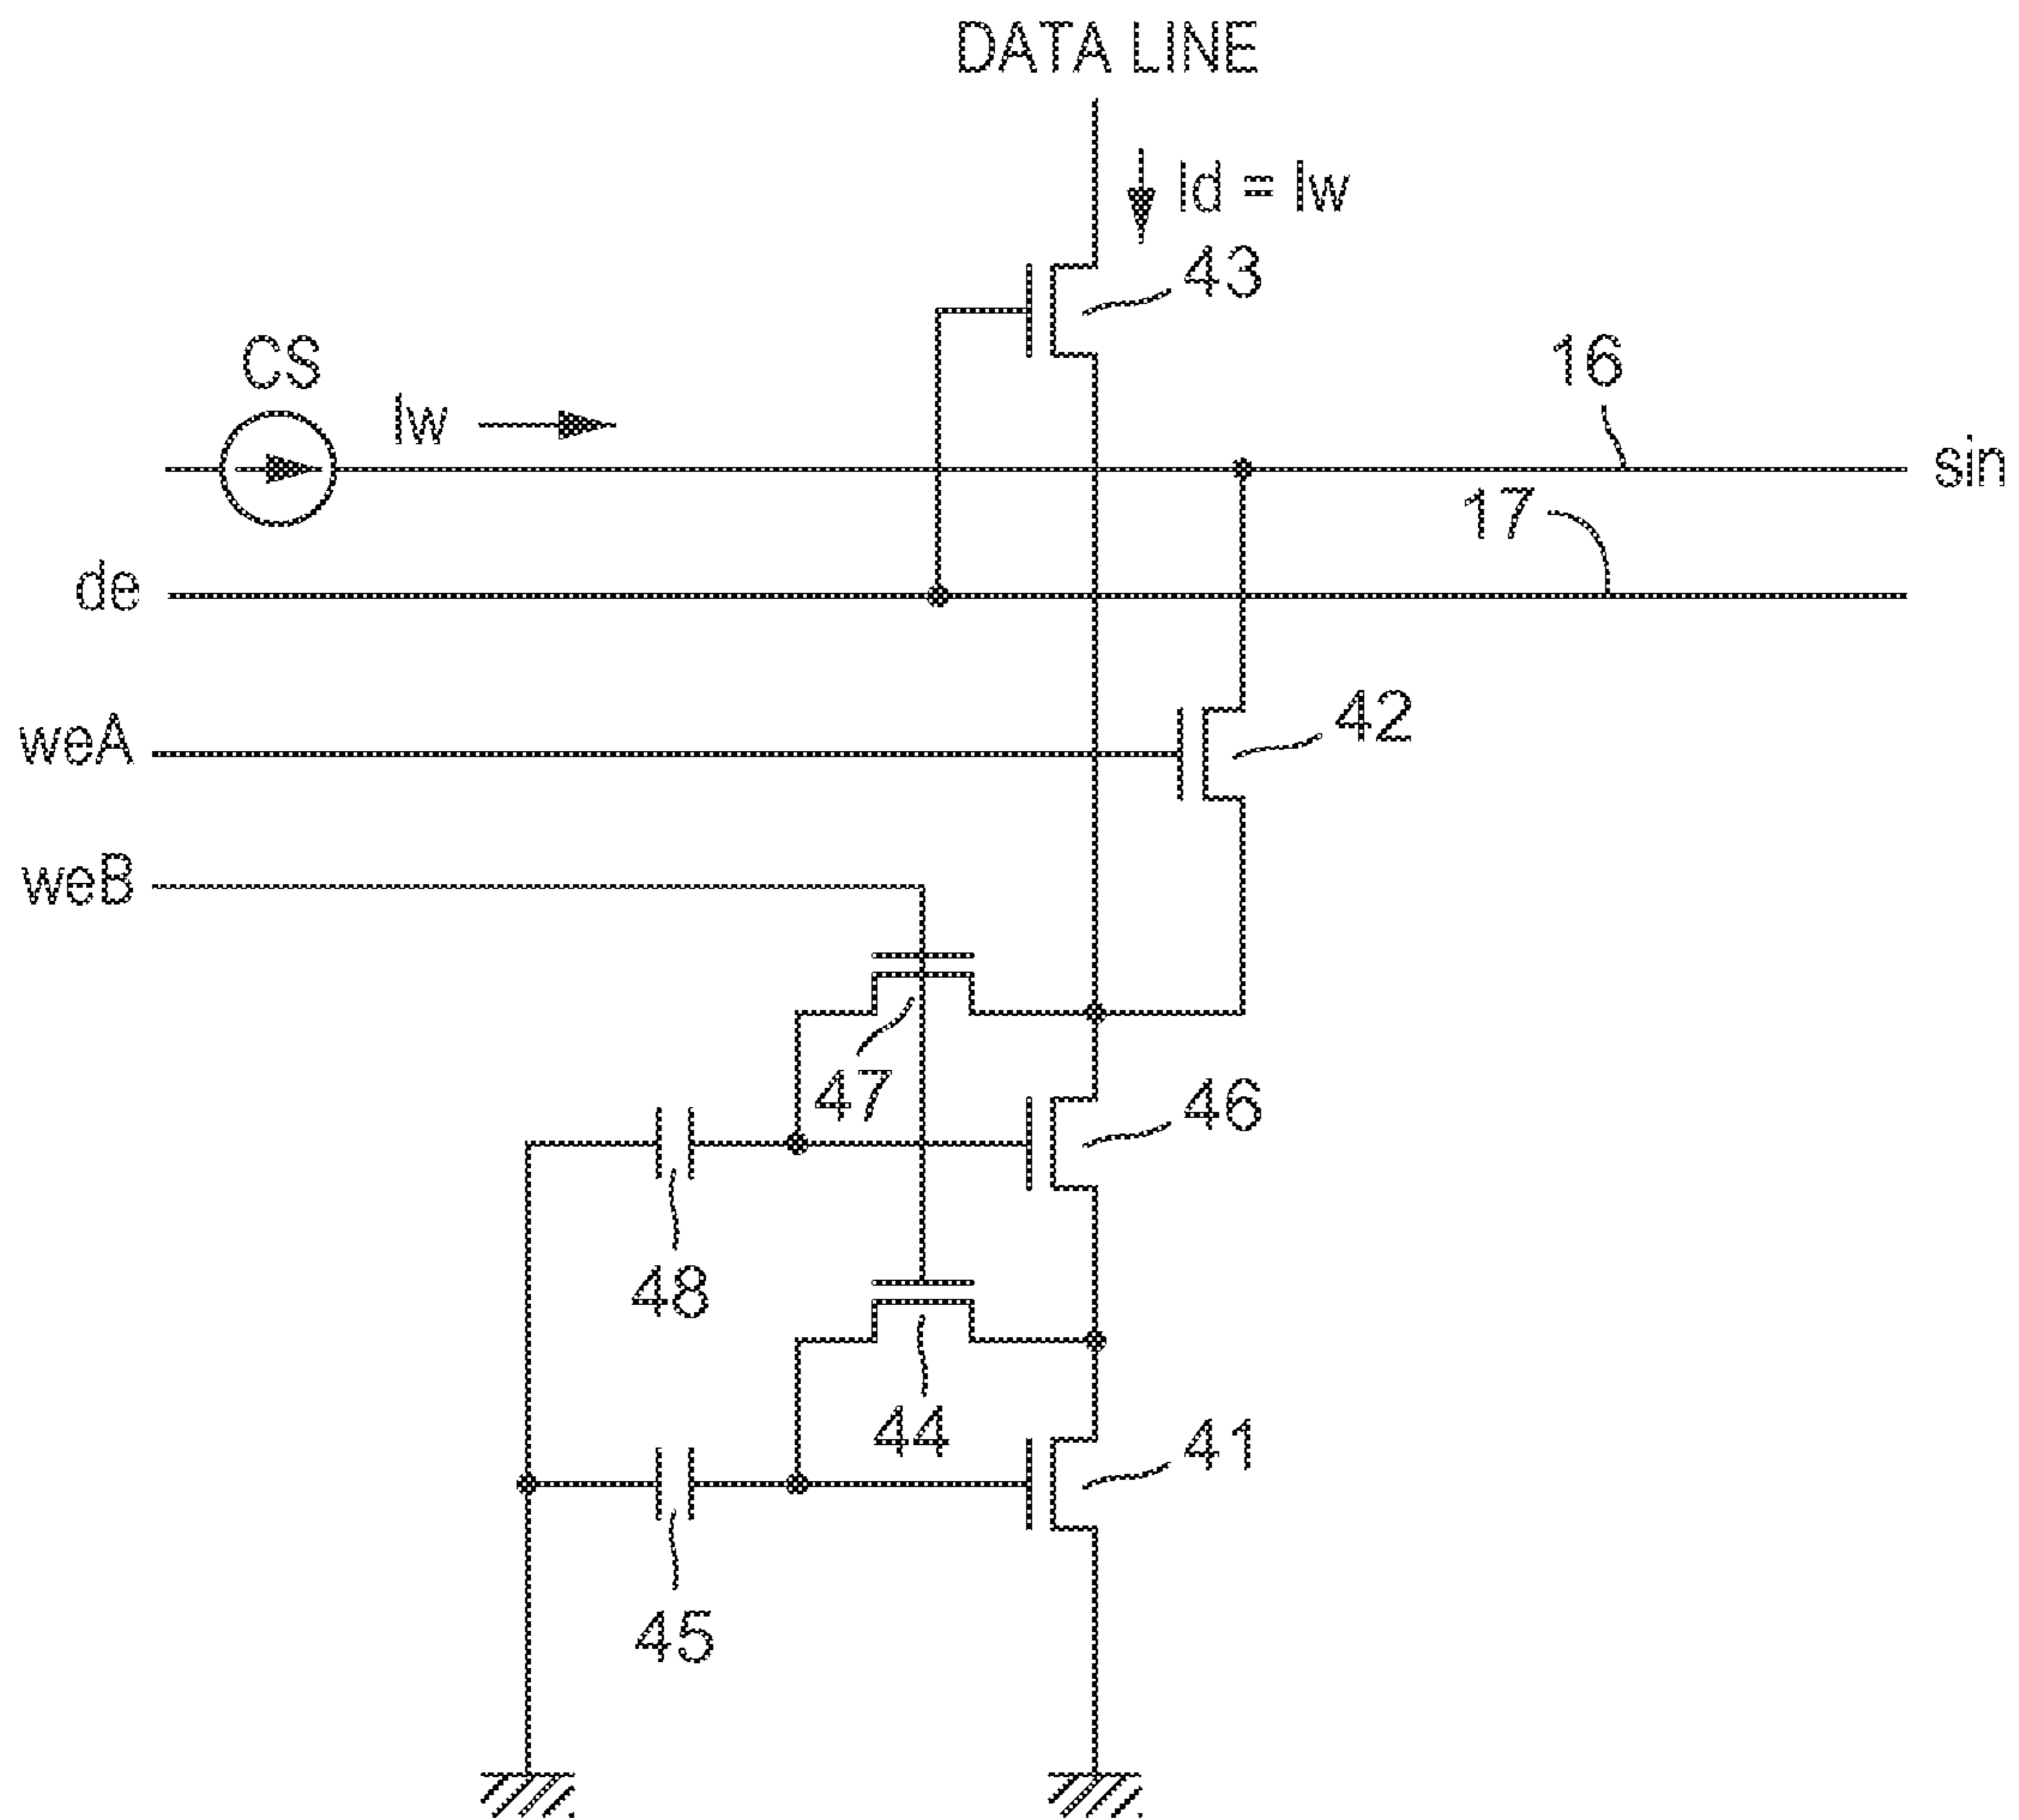 DATA LINE
Id = Iw
43
CS
Iw
16
sin
17
de
weA
42
weB
47
46
48
44
41
45